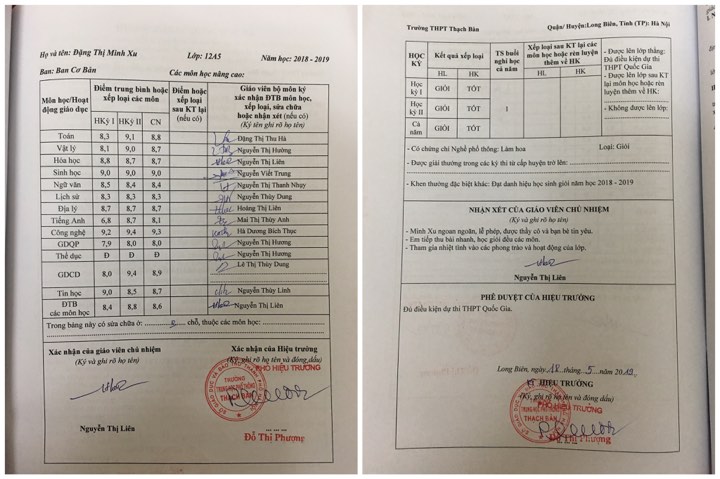 Họ và tên: Đặng Thị Minh Xu Lớp: 12A5 Năm học: 2018 - 2019
Ban: Ban Cơ Bản Các môn học nâng cao:
Môn học/Hoạt động giáo dục
Điểm trung bình hoặc xếp loại các môn
HKỳ I HKỳ II CN
Điểm hoặc xếp loại sau KT lại (nếu có)
Giáo viên bộ môn ký xác nhận ĐTB môn học, xếp loại, sửa chữa hoặc nhận xét (nếu có)
(Ký tên ghi rõ họ tên)
Toán 8,3 9,1 8,8 Đặng Thị Thu Hà
Vật lý 8,1 9,0 8,7 Nguyễn Thị Hường
Hóa học 8,8 8,7 8,7 Nguyễn Thị Liên
Sinh học 9,0 9,0 9,0 Nguyễn Viết Trung
Ngữ văn 8,5 8,4 8,4 Nguyễn Thị Thanh Nhạy
Lịch sử 8,3 8,3 8,3 Nguyễn Thùy Dung
Địa lý 8,7 8,7 8,7 Hoàng Thị Liên
Tiếng Anh 6,8 8,7 8,1 Mai Thị Thùy Anh
Công nghệ 9,2 9,4 9,3 Hà Dương Bích Thục
GDQP 7,9 8,0 8,0 Nguyễn Thị Hương
Thể dục Đ Đ Đ Nguyễn Thị Hương
GDCD 8,0 9,4 8,9 Lê Thị Thùy Dung
Tin học 9,0 8,5 8,7 Nguyễn Thùy Linh
ĐTB các môn học 8,4 8,8 8,6 Nguyễn Thị Liên
Trong bảng này có sửa chữa ở : chỗ, thuộc các môn học:
Xác nhận của giáo viên chủ nhiệm
(Ký và ghi rõ họ tên)
Nguyễn Thị Liên
Xác nhận của Hiệu trưởng
(Ký, ghi rõ họ tên và đóng dấu)
PHÓ HIỆU TRƯỞNG
TRƯỜNG
TRUNG HỌC PHỔ THÔNG
THẠCH BÀN
Đỗ Thị Phượng
Trường THPT Thạch Bàn Quận/ Huyện:Long Biên, Tỉnh (TP): Hà Nội
HỌC KỲ
Kết quả xếp loại
HL HK
TS buổi nghỉ học cả năm
Xếp loại sau KT lại các môn hoặc rèn luyện thêm về HK
HL HK
Học kỳ I GIỎI TỐT
Học kỳ II GIỎI TỐT 1
Cả năm GIỎI TỐT
- Được lên lớp thẳng: Đủ điều kiện dự thi THPT Quốc Gia
- Được lên lớp sau KT lại môn học hoặc rèn luyện thêm về HK:
- Không được lên lớp:
- Có chứng chỉ Nghề phổ thông: Làm hoa Loại: Giỏi
- Được giải thưởng trong các kỳ thi từ cấp huyện trở lên:
- Khen thưởng đặc biệt khác: Đạt danh hiệu học sinh giỏi năm học 2018 - 2019
NHẬN XÉT CỦA GIÁO VIÊN CHỦ NHIỆM
(Ký và ghi rõ họ tên)
- Minh Xu ngoan ngoãn, lễ phép, được thầy cô và bạn bè tin yêu.
- Em tiếp thu bài nhanh, học giỏi đều các môn.
- Tham gia nhiệt tình vào các phong trào và hoạt động của lớp.
Nguyễn Thị Liên
PHÊ DUYỆT CỦA HIỆU TRƯỞNG
Đủ điều kiện dự thi THPT Quốc Gia.
Long Biên, ngày 18 tháng 5 năm 2019
HIỆU TRƯỞNG
(Ký, ghi rõ họ tên và đóng dấu)
PHÓ HIỆU TRƯỞNG
TRƯỜNG
TRUNG HỌC PHỔ THÔNG
THẠCH BÀN
Thị Phượng